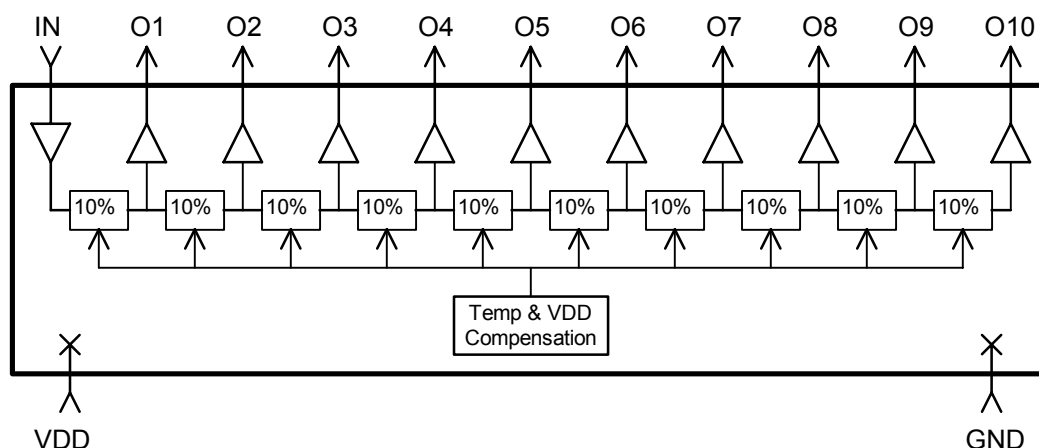 IN O1 O2 O3 O4 O5 O6 O7 O8 O9 O10
10% 10% 10% 10% 10% 10% 10% 10% 10% 10%
Temp & VDD
Compensation
VDD GND